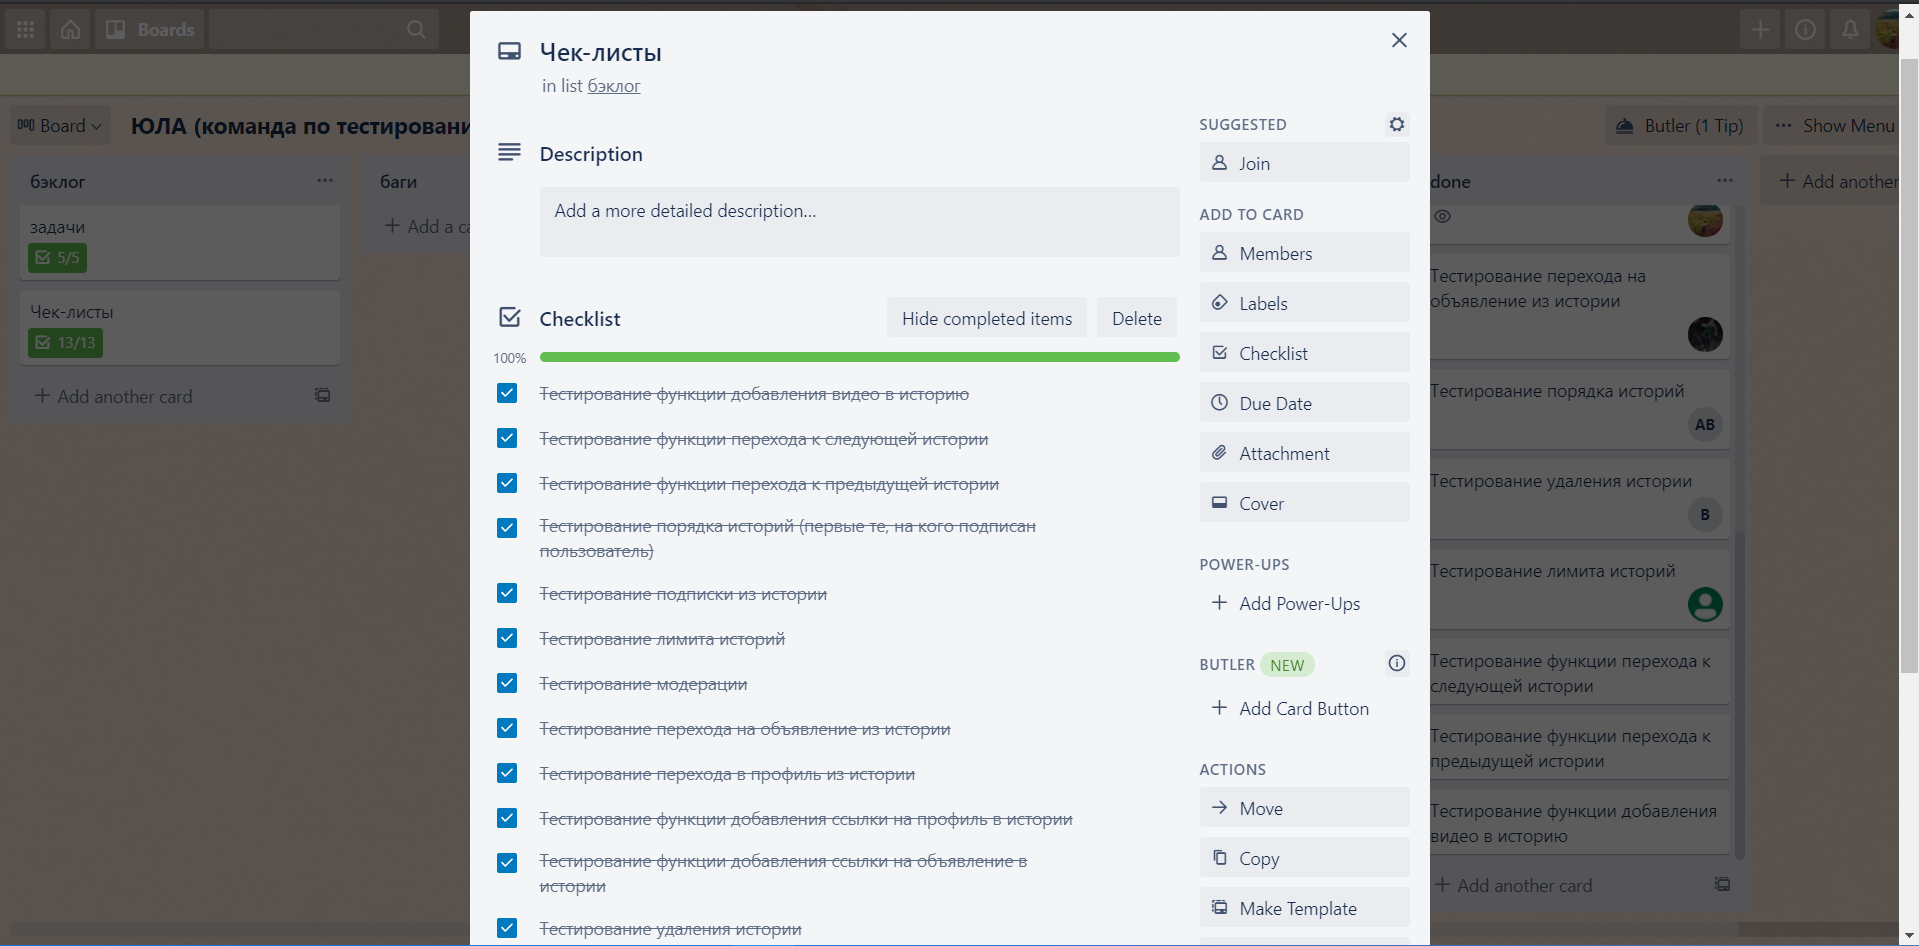 Boards
Board
ЮЛА (команда по тестировани
Butler (1 Tip)
Show Menu
бэклог
задачи
5/5
Чек-листы
13/13
Add another card
баги
Add a ca
Чек-листы
in list бэклог
Description
Add a more detailed description...
Checklist
Hide completed items
Delete
100%
Тестирование функции добавления видео в историю
Тестирование функции перехода к следующей истории
Тестирование функции перехода к предыдущей истории
Тестирование порядка историй (первые те, на кого подписан
пользователь)
Тестирование подписки из истории
Тестирование лимита историй
Тестирование модерации
Тестирование перехода на объявление из истории
Тестирование перехода в профиль из истории
Тестирование функции добавления ссылки на профиль в истории
Тестирование функции добавления ссылки на объявление в
истории
Тестирование удаления истории
SUGGESTED
Join
ADD TO CARD
Members
Labels
Checklist
Due Date
Attachment
Cover
POWER-UPS
Add Power-Ups
BUTLER NEW
Add Card Button
ACTIONS
Move
Copy
Make Template
done
Тестирование перехода на
объявление из истории
Тестирование порядка историй
AB
Тестирование удаления истории
B
Тестирование лимита историй
Тестирование функции перехода к
следующей истории
Тестирование функции перехода к
предыдущей истории
Тестирование функции добавления
видео в историю
Add another card
Add another